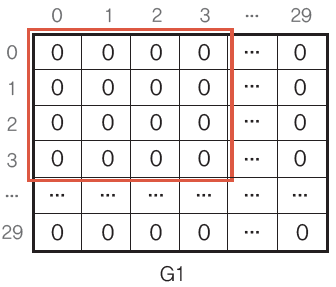 0 1 2 3 ... 29
0 0 0 0 0 ... 0
1 0 0 0 0 ... 0
2 0 0 0 0 ... 0
3 0 0 0 0 ... 0
... ... ... ... ... ... ...
29 0 0 0 0 ... 0
G1